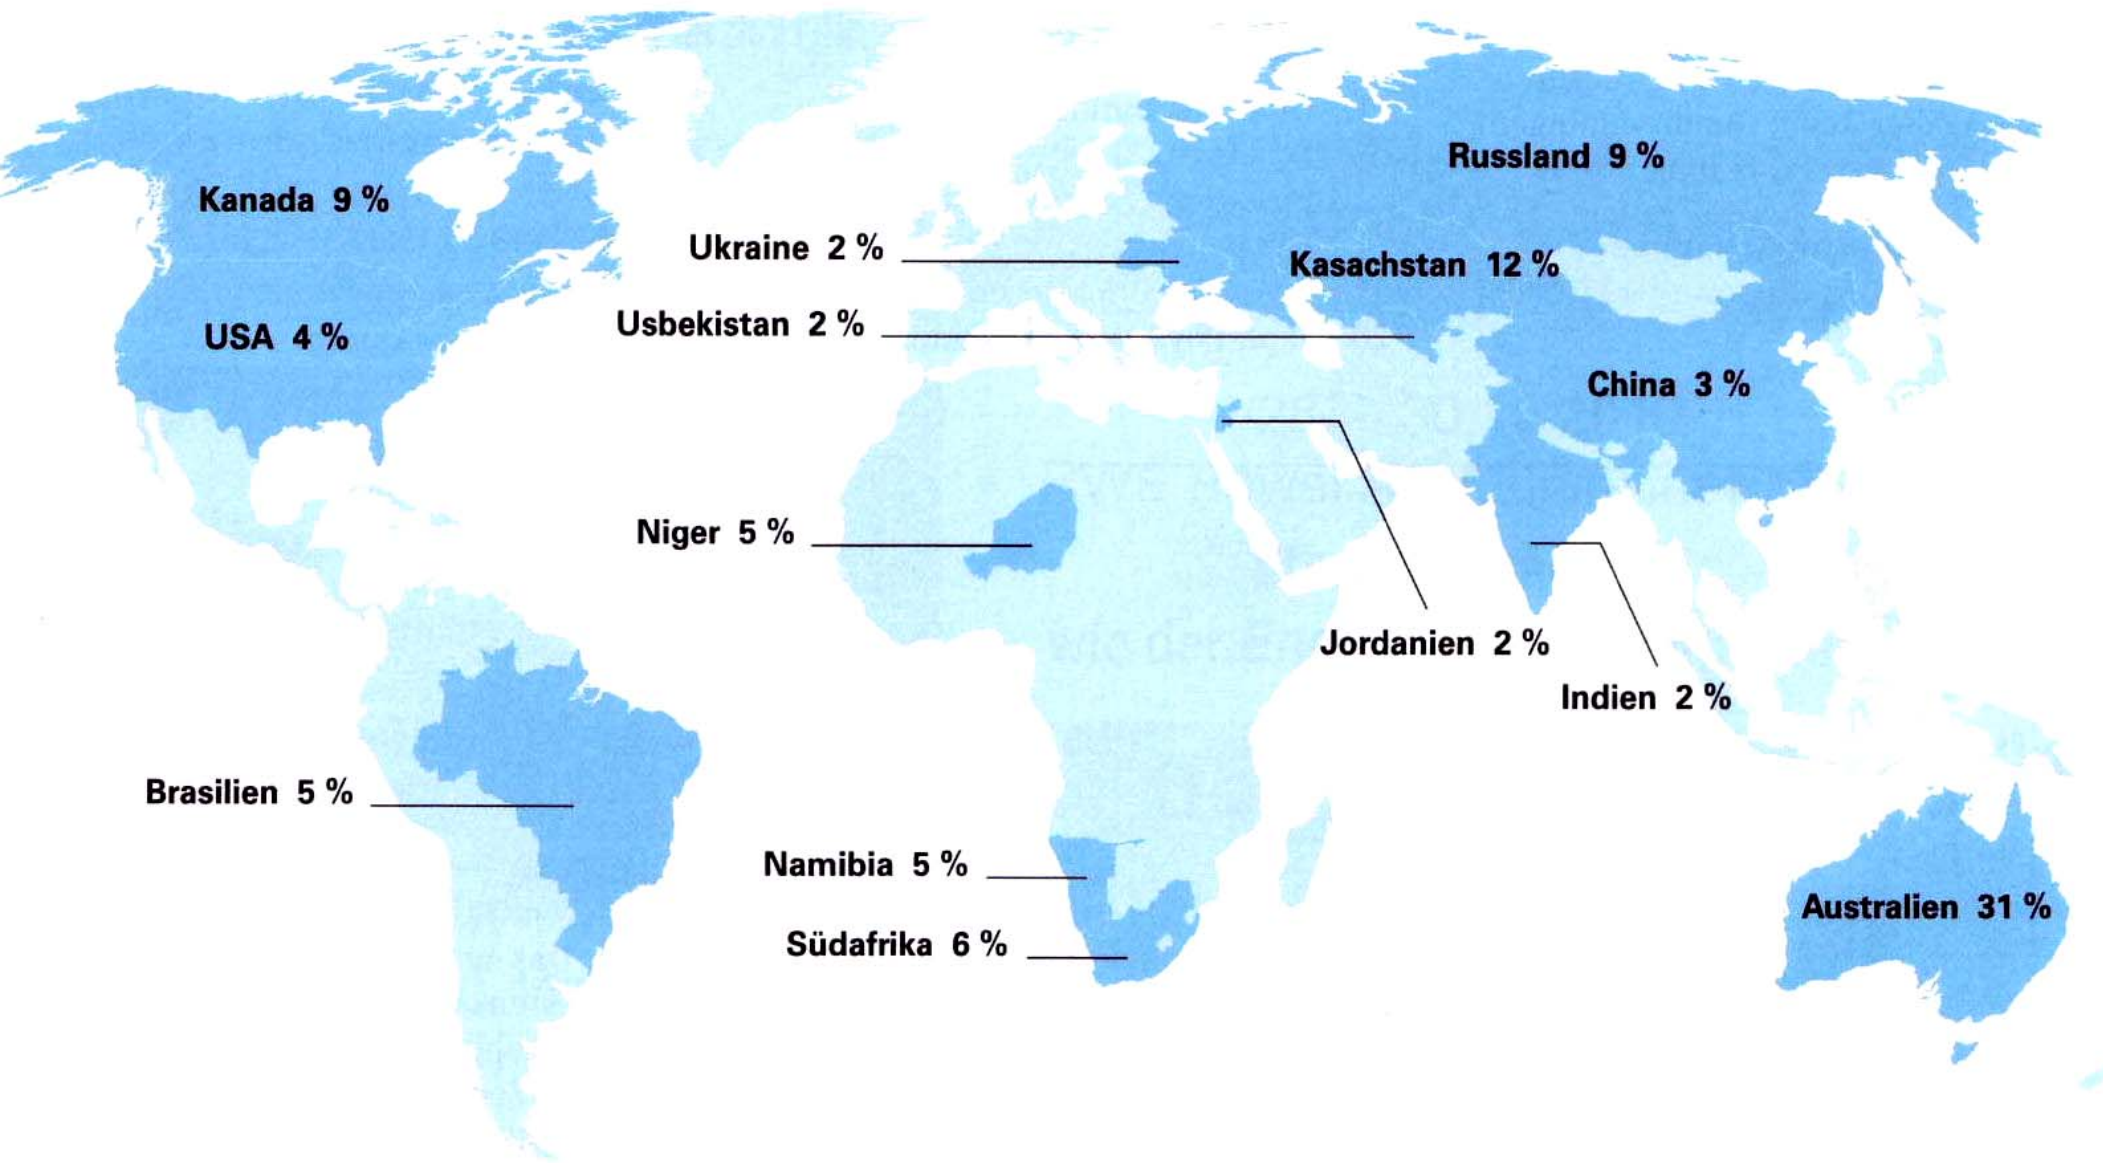 Russland 9 %
Kanada 9 %
Ukraine 2 %
Kasachstan 12 %
Usbekistan 2 %
USA 4 %
China 3 %
Niger 5 %
Jordanien 2 %
Indien 2 %
Brasilien 5 %
Namibia 5 %
Australien 31 %
Südafrika 6 %